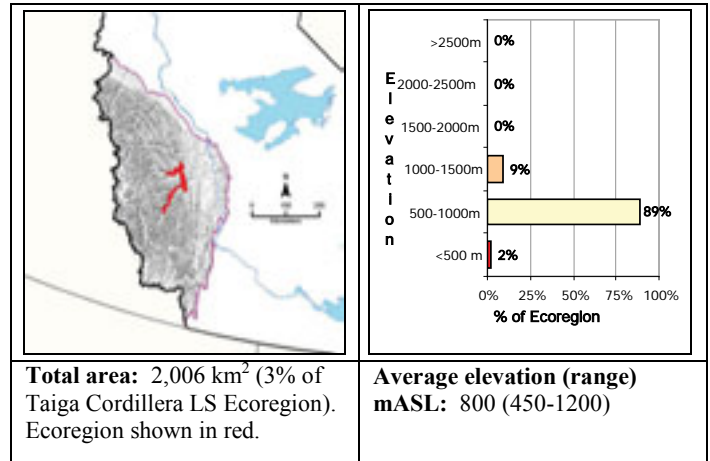 >2500m 0%
2000-2500m 0%
1500-2000m 0%
1000-1500m 9%
500-1000m 89%
<500 m 2%
Elevation
0% 25% 50% 75% 100%
% of Ecoregion
Total area: 2,006 km² (3% of
Taiga Cordillera LS Ecoregion).
Ecoregion shown in red.
Average elevation (range)
mASL: 800 (450-1200)